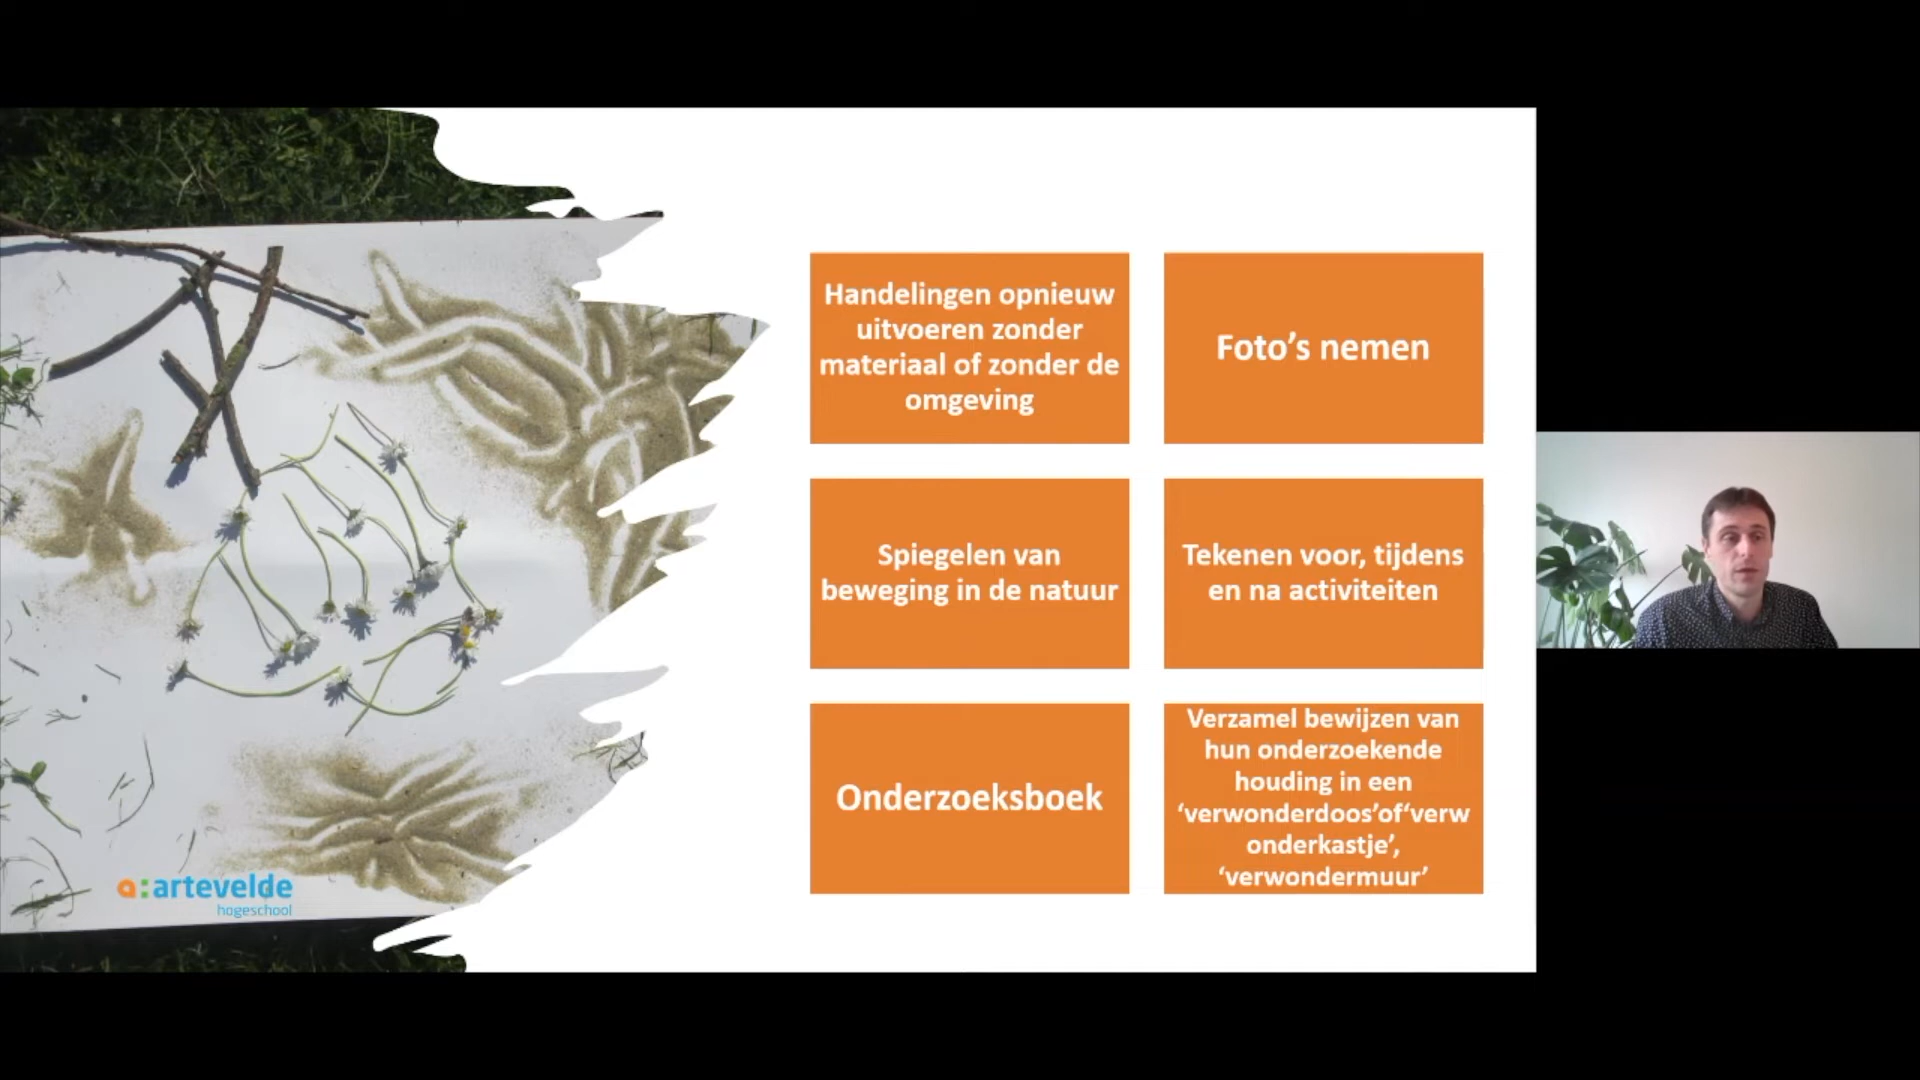 Handelingen opnieuw
uitvoeren zonder
materiaal of zonder de
omgeving
Foto’s nemen
Spiegelen van
beweging in de natuur
Tekenen voor, tijdens
en na activiteiten
Onderzoeksboek
Verzamel bewijzen van
hun onderzoekende
houding in een
‘verwonderdoos’of‘verw
onderkastje’,
‘verwondermuur’
a:artevelde
hogeschool